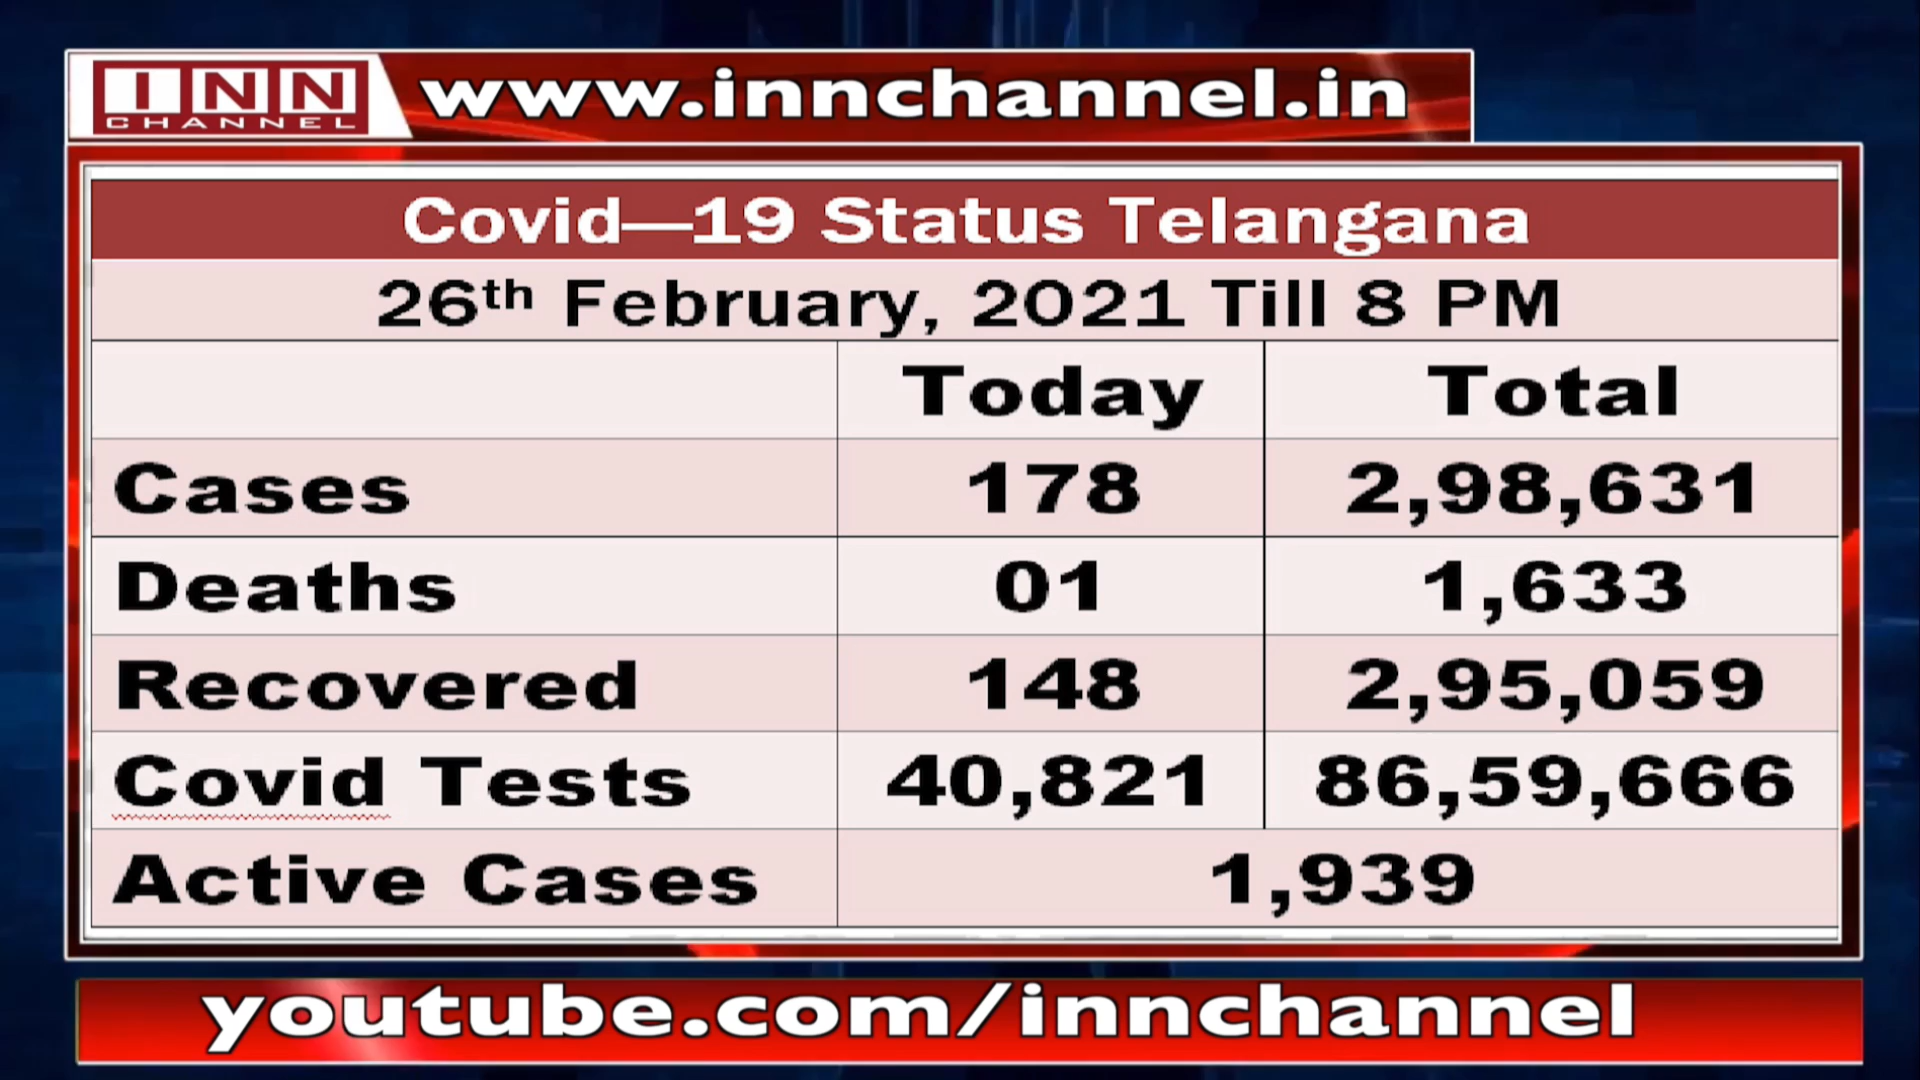 INN
CHANNEL
www.innchannel.in
Covid—19 Status Telangana
26th February, 2021 Till 8 PM
Today Total
Cases 178 2,98,631
Deaths 01 1,633
Recovered 148 2,95,059
Covid Tests 40,821 86,59,666
Active Cases 1,939
youtube.com/innchannel